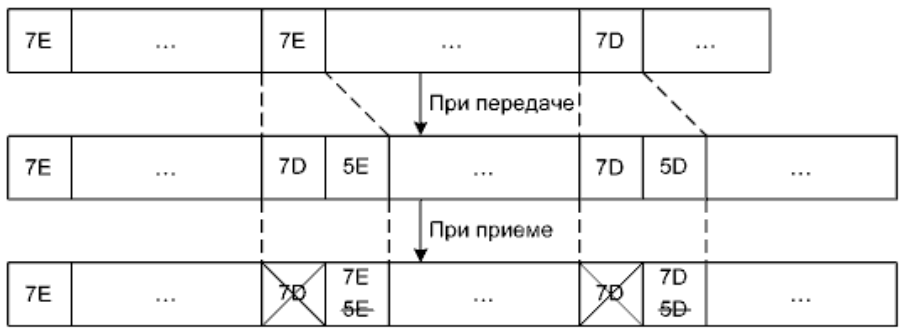 7E ... 7E ... 7D ...
При передаче
7E ... 7D 5E ... 7D 5D ...
При приеме
7E ... 7D 7E ... 7D 7D ...
5E 5D